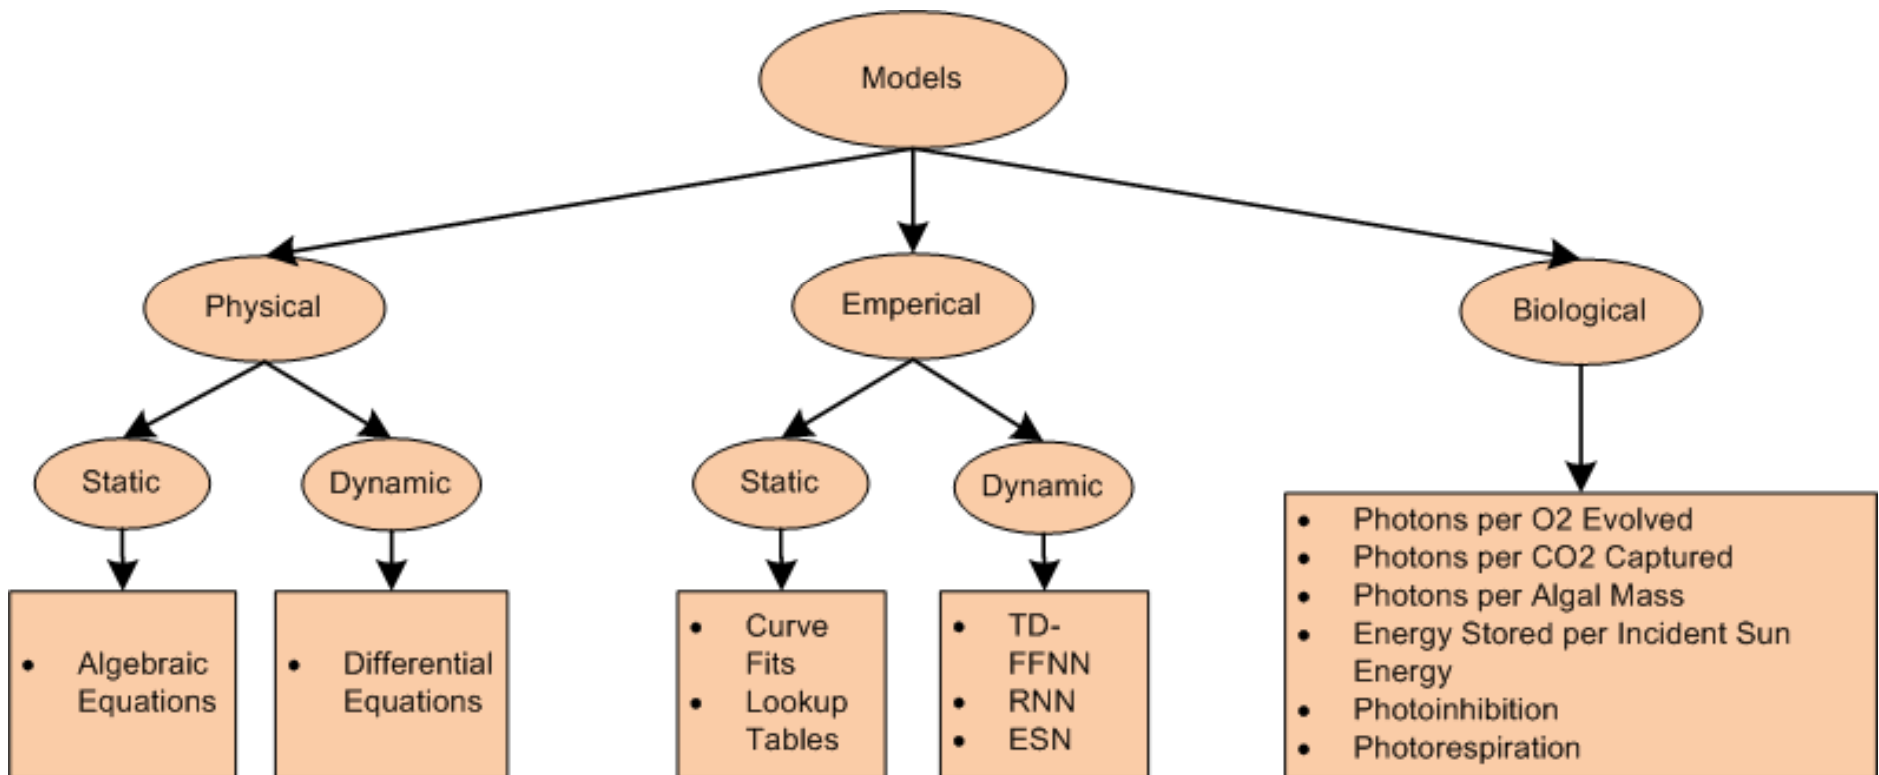 Models
Physical
Emperical
Biological
Static
Dynamic
Static
Dynamic
• Algebraic
Equations
• Differential
Equations
• Curve
Fits
• Lookup
Tables
• TD-
FFNN
• RNN
• ESN
• Photons per O2 Evolved
• Photons per CO2 Captured
• Photons per Algal Mass
• Energy Stored per Incident Sun
Energy
• Photoinhibition
• Photorespiration